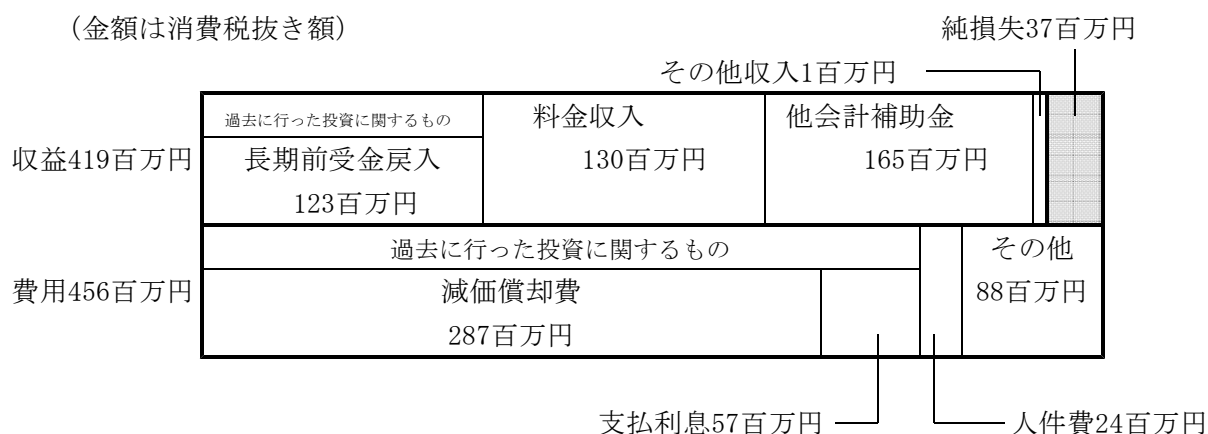 （金額は消費税抜き額）
純損失37百万円
その他収入1百万円
過去に行った投資に関するもの
料金収入
他会計補助金
収益419百万円
長期前受金戻入
130百万円
165百万円
123百万円
過去に行った投資に関するもの
その他
費用456百万円
減価償却費
88百万円
287百万円
支払利息57百万円
人件費24百万円